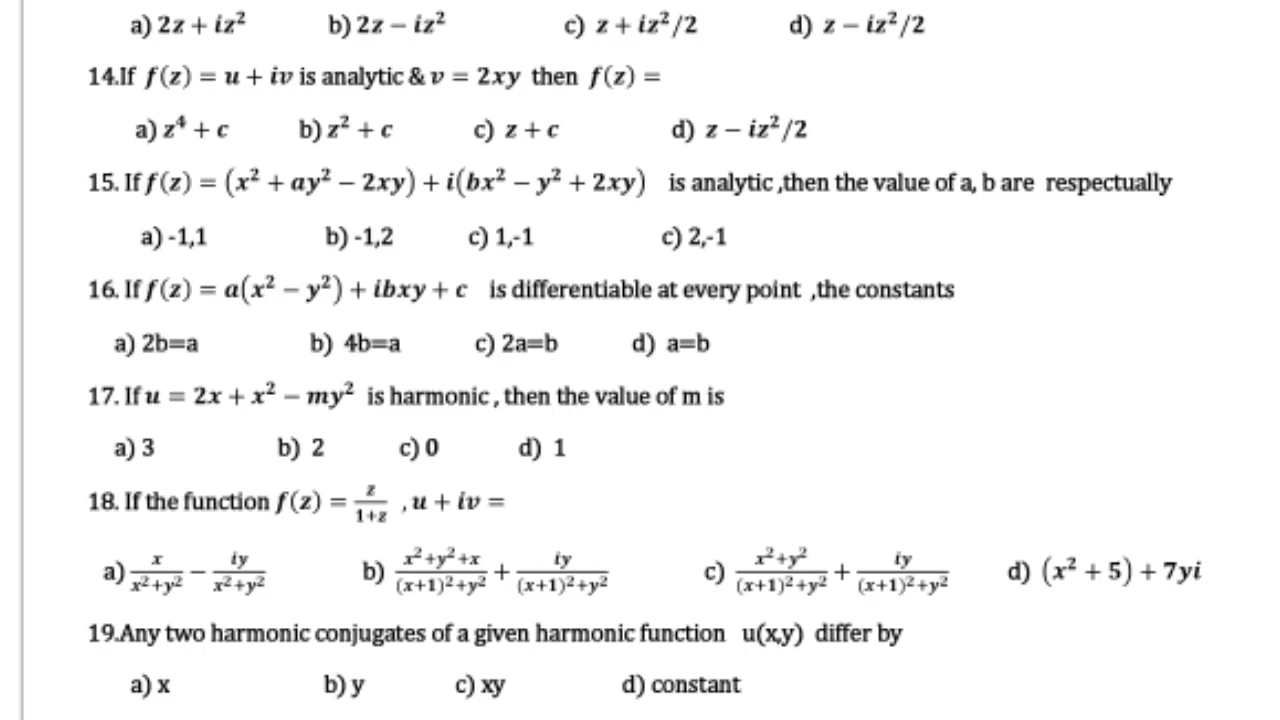 a) 2z + iz² b) 2z − iz² c) z + iz²/2 d) z − iz²/2
14.If f(z) = u + iv is analytic & v = 2xy then f(z) =
a) z⁴ + c b) z² + c c) z + c d) z − iz²/2
15. If f(z) = (x² + ay² − 2xy) + i(bx² − y² + 2xy) is analytic ,then the value of a, b are respectually
a) -1,1 b) -1,2 c) 1,-1 c) 2,-1
16. If f(z) = a(x² − y²) + ibxy + c is differentiable at every point ,the constants
a) 2b=a b) 4b=a c) 2a=b d) a=b
17. If u = 2x + x² − my² is harmonic , then the value of m is
a) 3 b) 2 c) 0 d) 1
18. If the function f(z) = z/(1+z) , u + iv =
a) x/(x²+y²) − iy/(x²+y²) b) (x²+y²+x)/((x+1)²+y²) + iy/((x+1)²+y²) c) (x²+y²)/((x+1)²+y²) + iy/((x+1)²+y²) d) (x² + 5) + 7yi
19.Any two harmonic conjugates of a given harmonic function u(x,y) differ by
a) x b) y c) xy d) constant